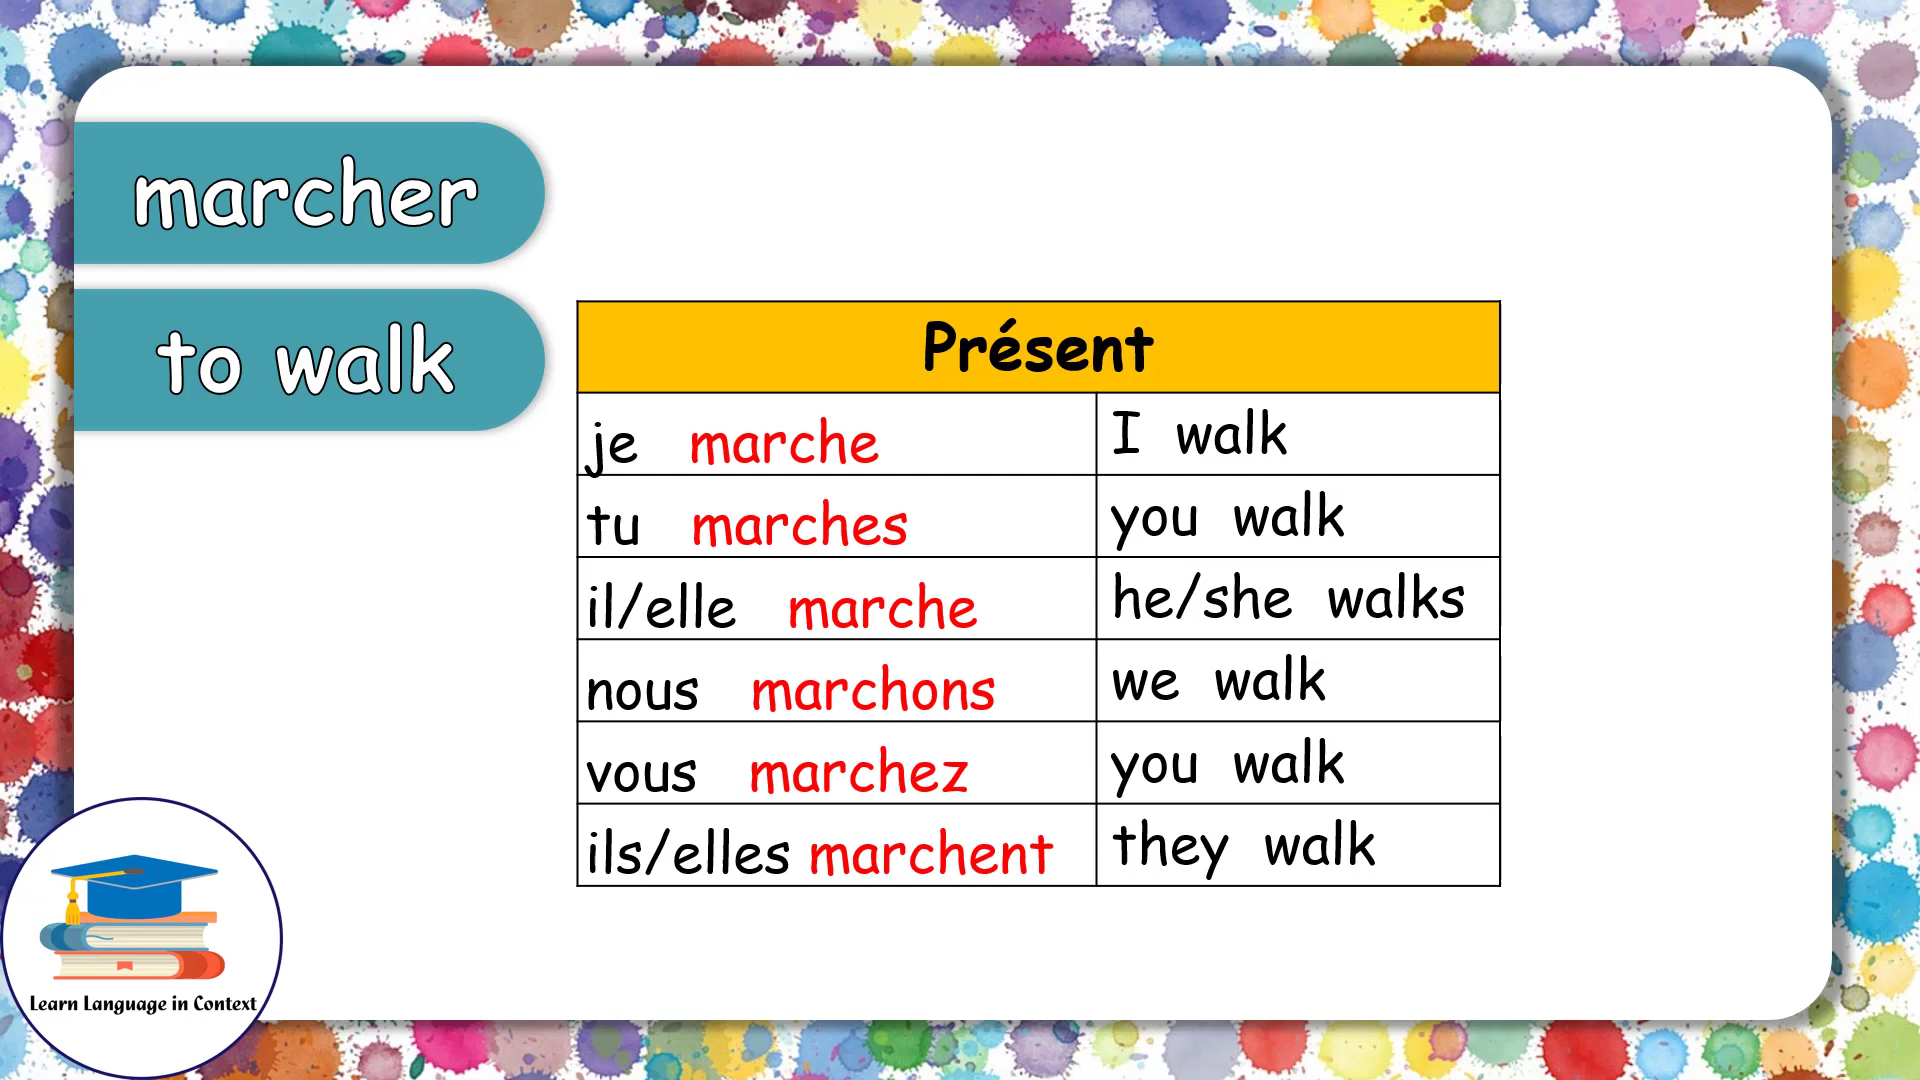 marcher
to walk
Présent
je marche I walk
tu marches you walk
il/elle marche he/she walks
nous marchons we walk
vous marchez you walk
ils/elles marchent they walk
Learn Language in Context